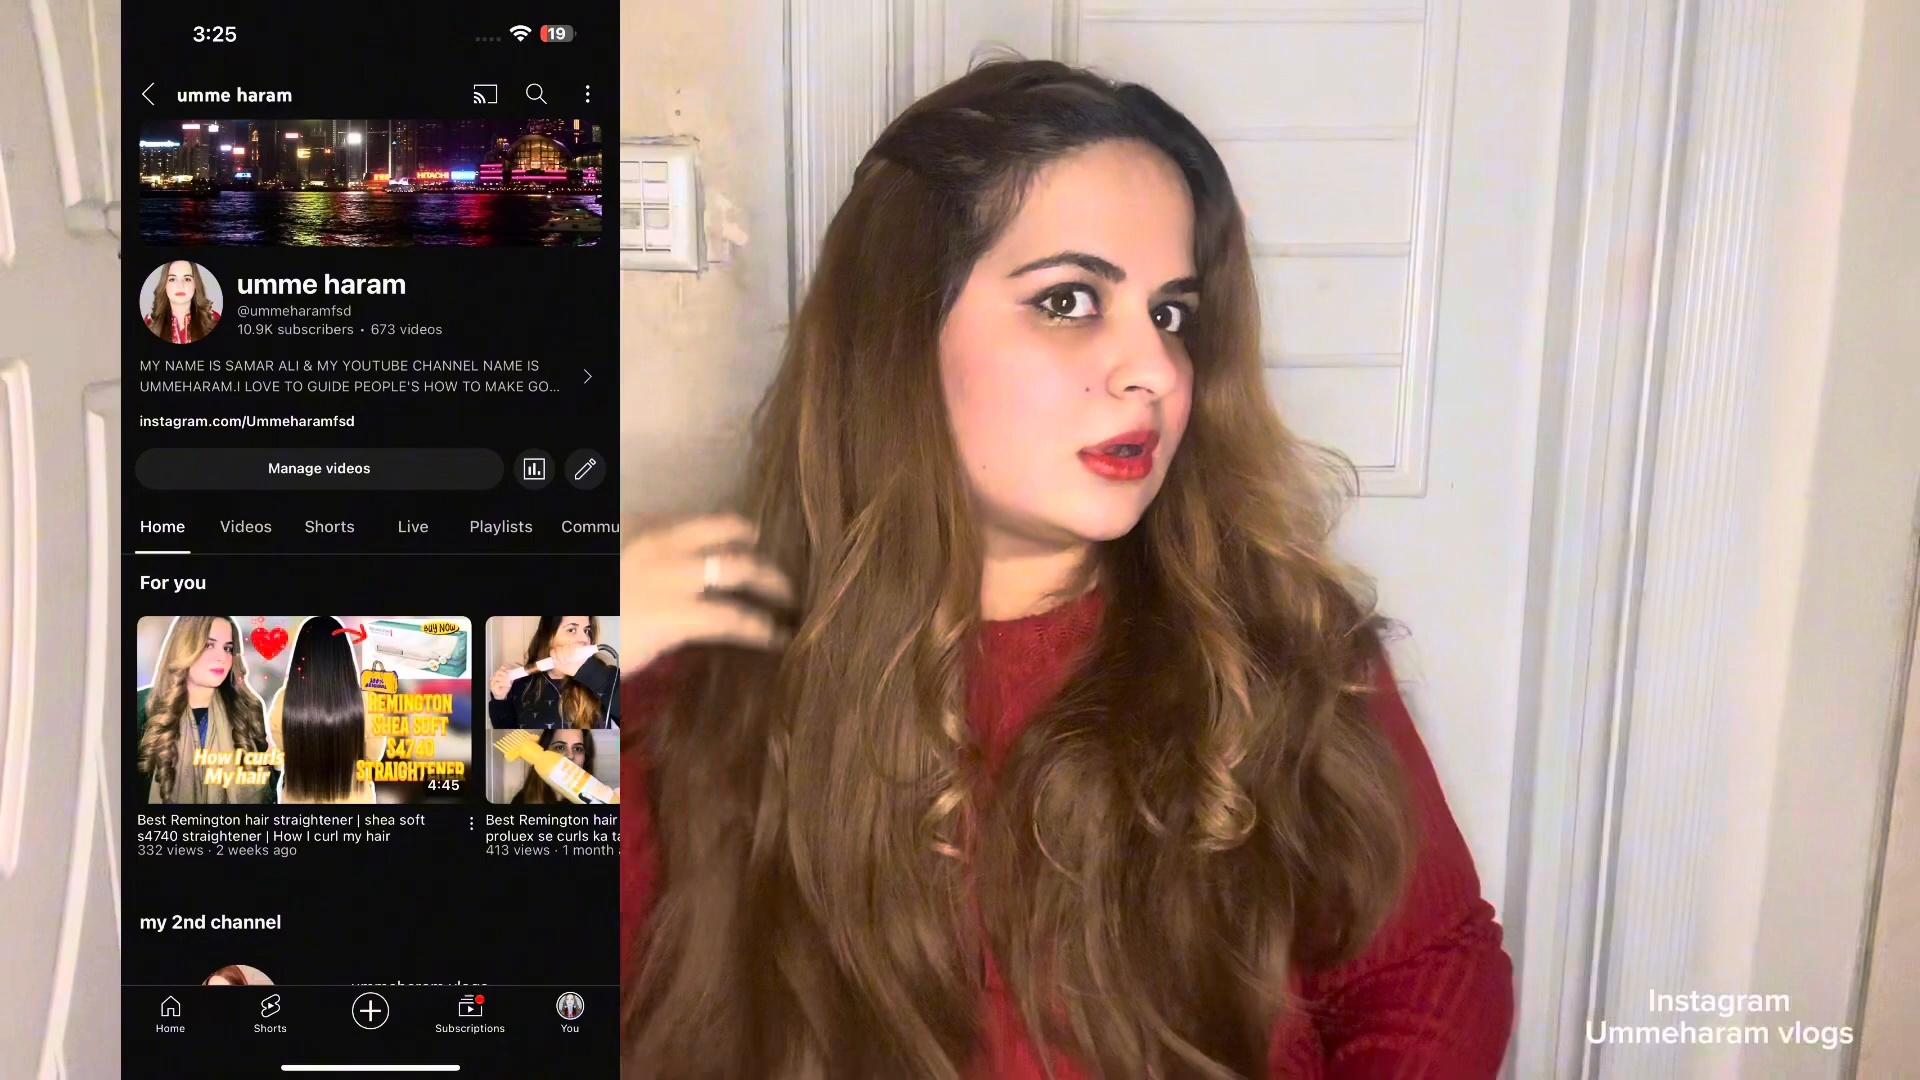 3:25
19
umme haram
HITACHI
umme haram
@ummeharamfsd
10.9K subscribers • 673 videos
MY NAME IS SAMAR ALI & MY YOUTUBE CHANNEL NAME IS
UMMEHARAM.I LOVE TO GUIDE PEOPLE'S HOW TO MAKE GO...
instagram.com/Ummeharamfsd
Manage videos
Home Videos Shorts Live Playlists Commu
For you
BUY NOW
100%
ORIGINAL
REMINGTON
SHEA SOFT
S4740
STRAIGHTENER
How I curls
My hair
4:45
Best Remington hair straightener | shea soft
s4740 straightener | How I curl my hair
332 views · 2 weeks ago
Best Remington hair
proluex se curls ka ta
413 views · 1 month
my 2nd channel
Home
Shorts
Subscriptions
You
Instagram
Ummeharam vlogs